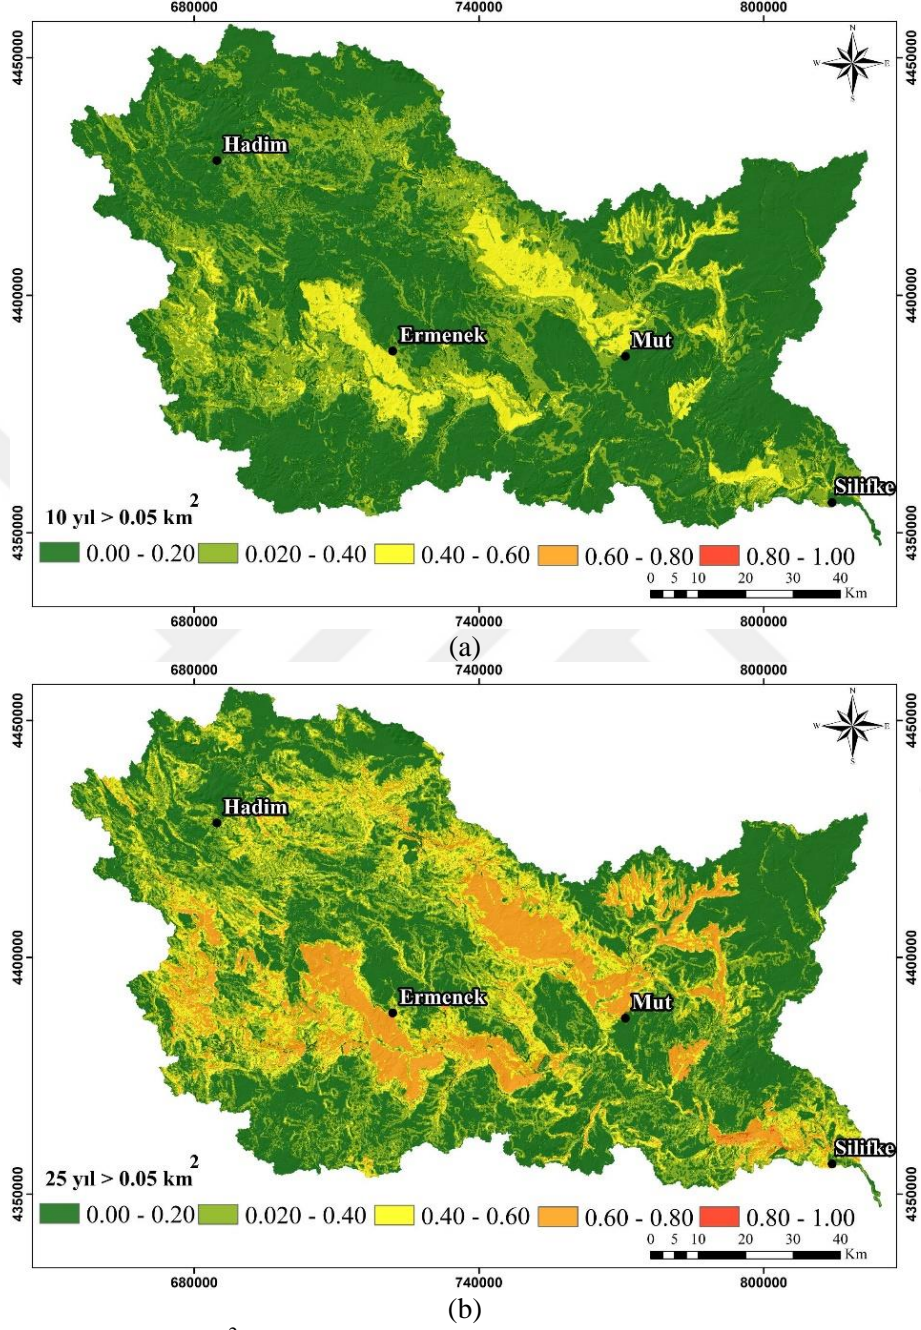 680000 740000 800000
4450000 4450000
N
W E
S
Hadim
4400000 4400000
Ermenek
Mut
Silifke
10 yıl > 0.05 km2
4350000 4350000
0.00 - 0.20 0.020 - 0.40 0.40 - 0.60 0.60 - 0.80 0.80 - 1.00
0 5 10 20 30 40
Km
680000 740000 800000
(a)
680000 740000 800000
4450000 4450000
N
W E
S
Hadim
4400000 4400000
Ermenek
Mut
Silifke
25 yıl > 0.05 km2
4350000 4350000
0.00 - 0.20 0.020 - 0.40 0.40 - 0.60 0.60 - 0.80 0.80 - 1.00
0 5 10 20 30 40
Km
680000 740000 800000
(b)